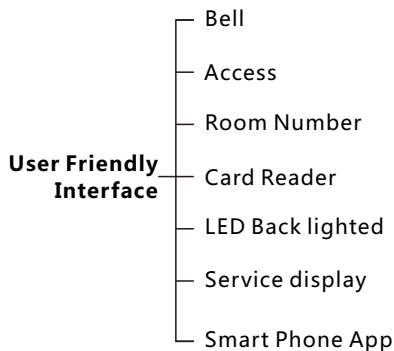 Bell
Access
Room Number
User Friendly
Interface
Card Reader
LED Back lighted
Service display
Smart Phone App